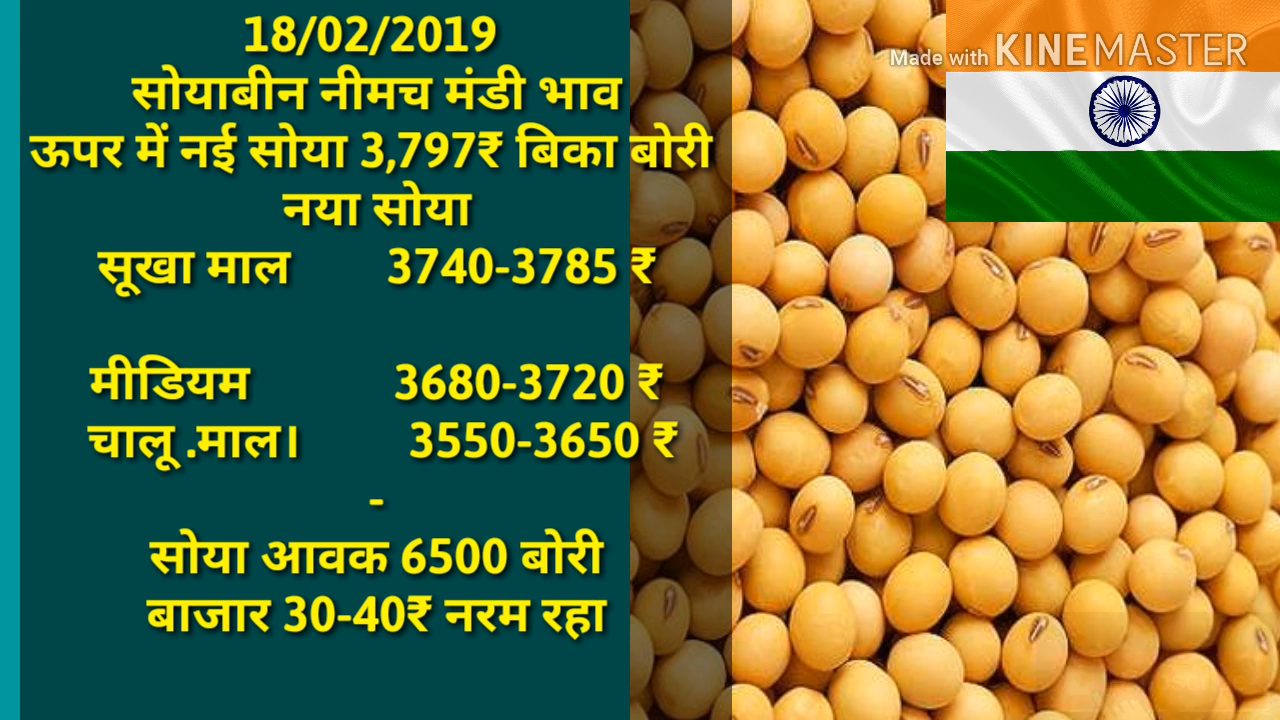 18/02/2019
सोयाबीन नीमच मंडी भाव
ऊपर में नई सोया 3,797₹ बिका बोरी
नया सोया
सूखा माल 3740-3785 ₹
मीडियम 3680-3720 ₹
चालू .माल। 3550-3650 ₹
-
सोया आवक 6500 बोरी
बाजार 30-40₹ नरम रहा
Made with KINEMASTER